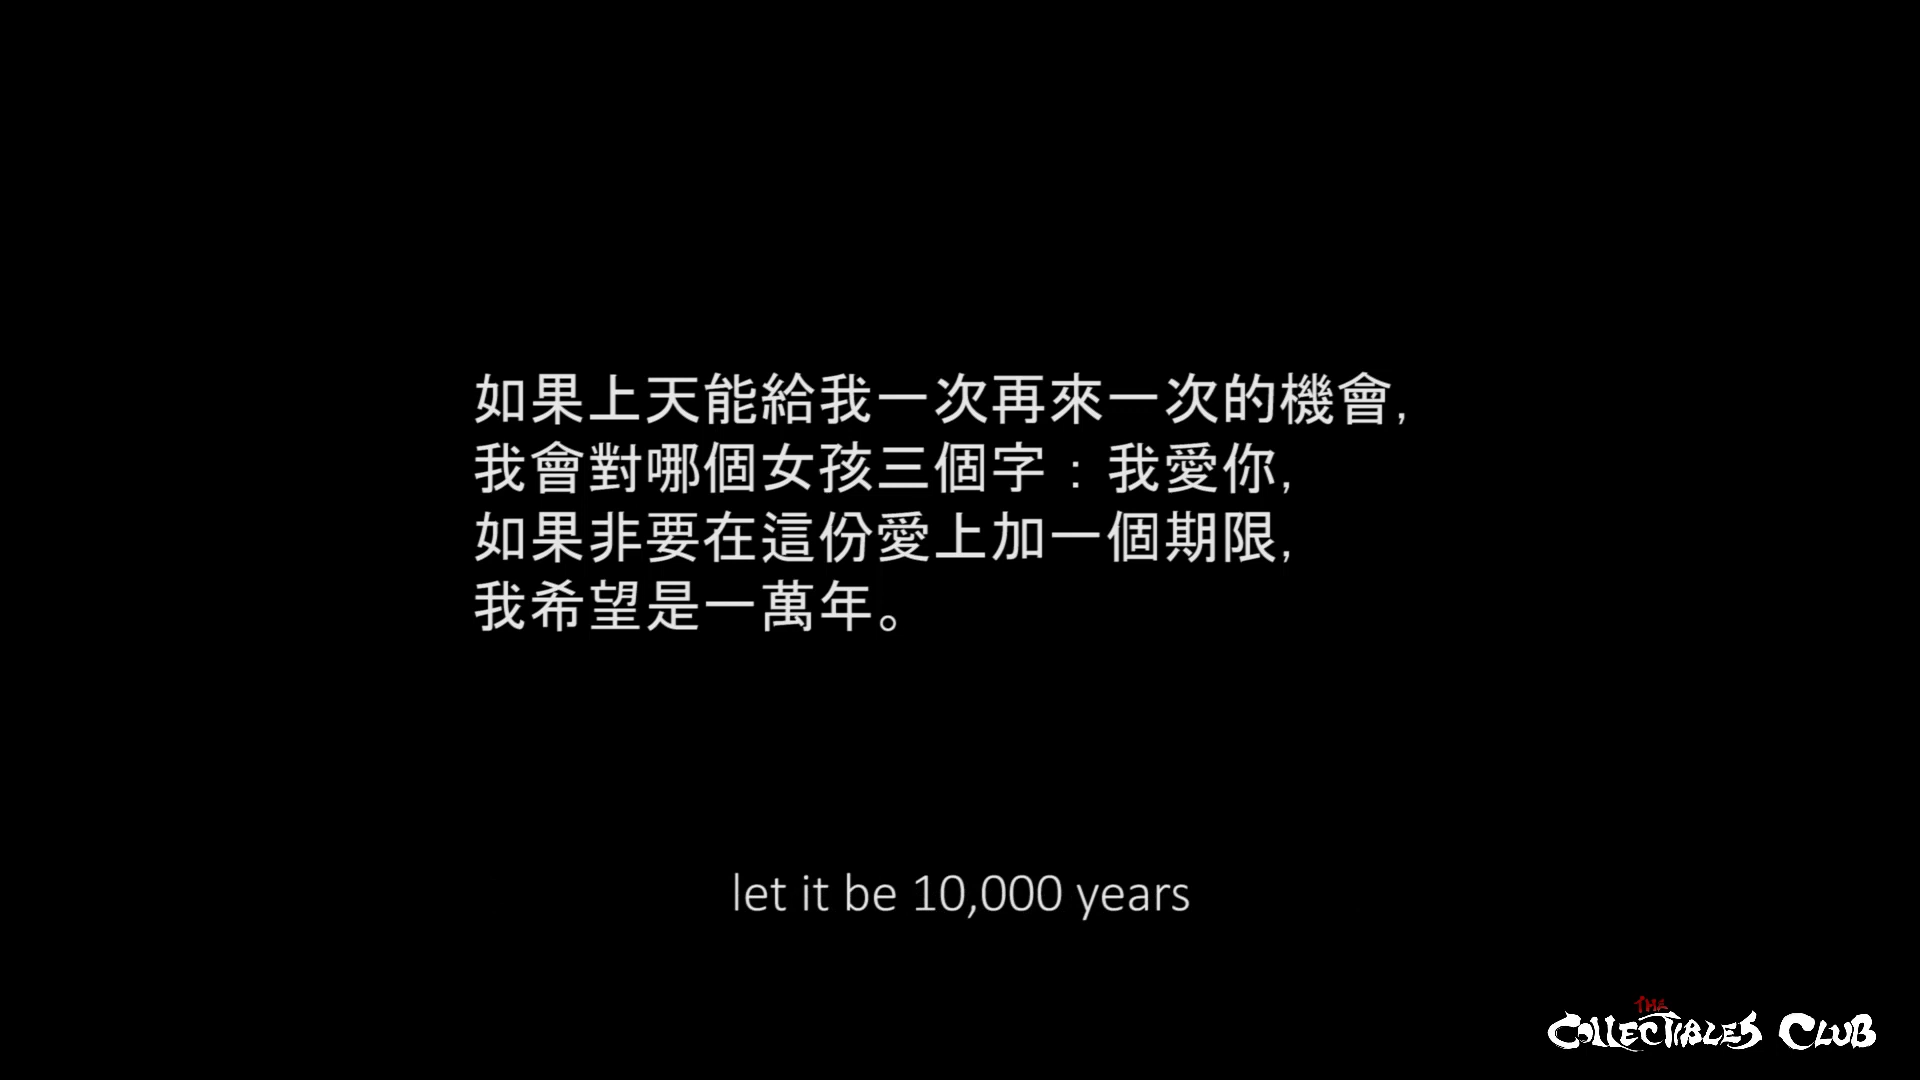 如果上天能給我一次再來一次的機會,
我會對哪個女孩三個字：我愛你,
如果非要在這份愛上加一個期限,
我希望是一萬年。
let it be 10,000 years
THE
COLLECTIBLES CLUB